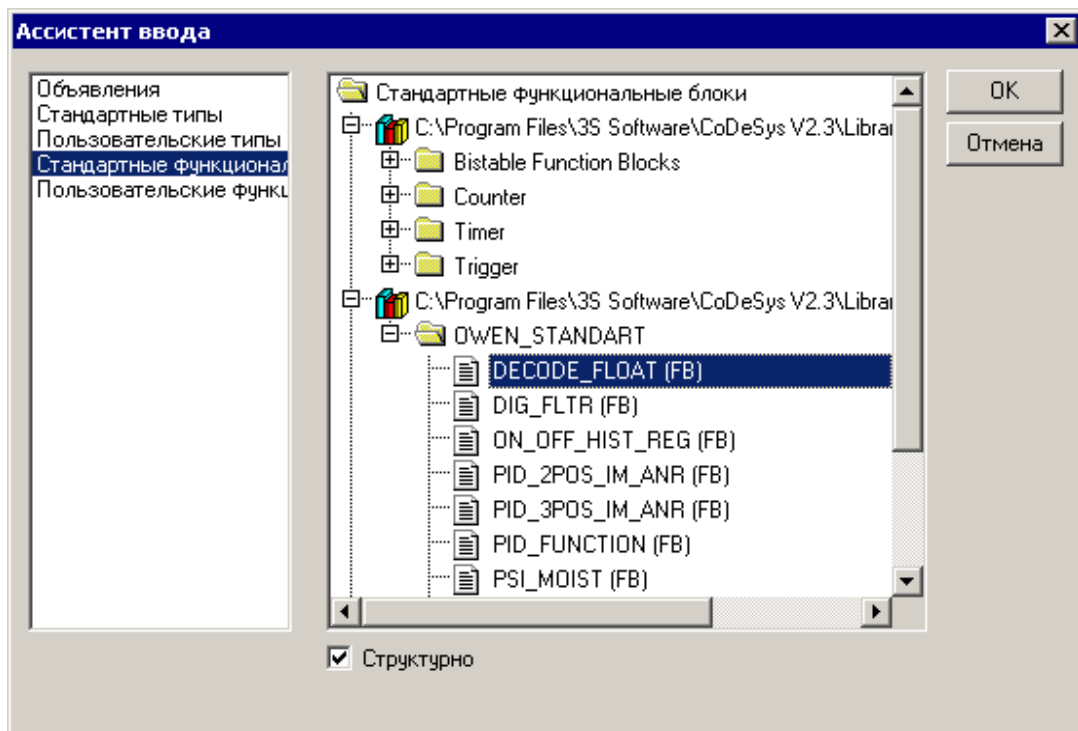 Ассистент ввода
Объявления
Стандартные типы
Пользовательские типы
Стандартные функционал
Пользовательские функц
Стандартные функциональные блоки
C:\Program Files\3S Software\CoDeSys V2.3\Librar
Bistable Function Blocks
Counter
Timer
Trigger
C:\Program Files\3S Software\CoDeSys V2.3\Librar
OWEN_STANDART
DECODE_FLOAT (FB)
DIG_FLTR (FB)
ON_OFF_HIST_REG (FB)
PID_2POS_IM_ANR (FB)
PID_3POS_IM_ANR (FB)
PID_FUNCTION (FB)
PSI_MOIST (FB)
Структурно
OK
Отмена